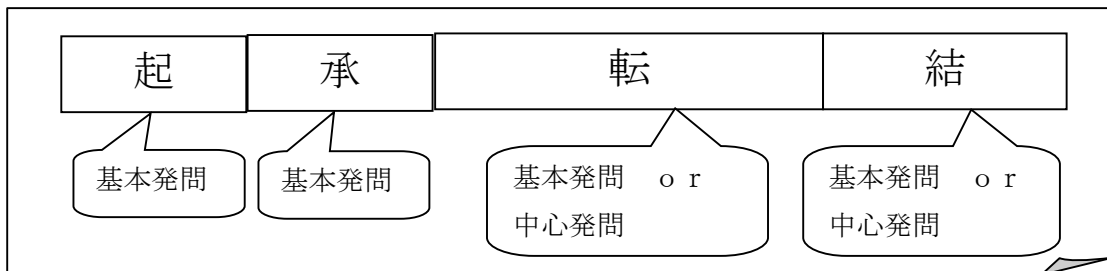 起 承 転 結
基本発問 基本発問 基本発問 ｏｒ 基本発問 ｏｒ
中心発問 中心発問